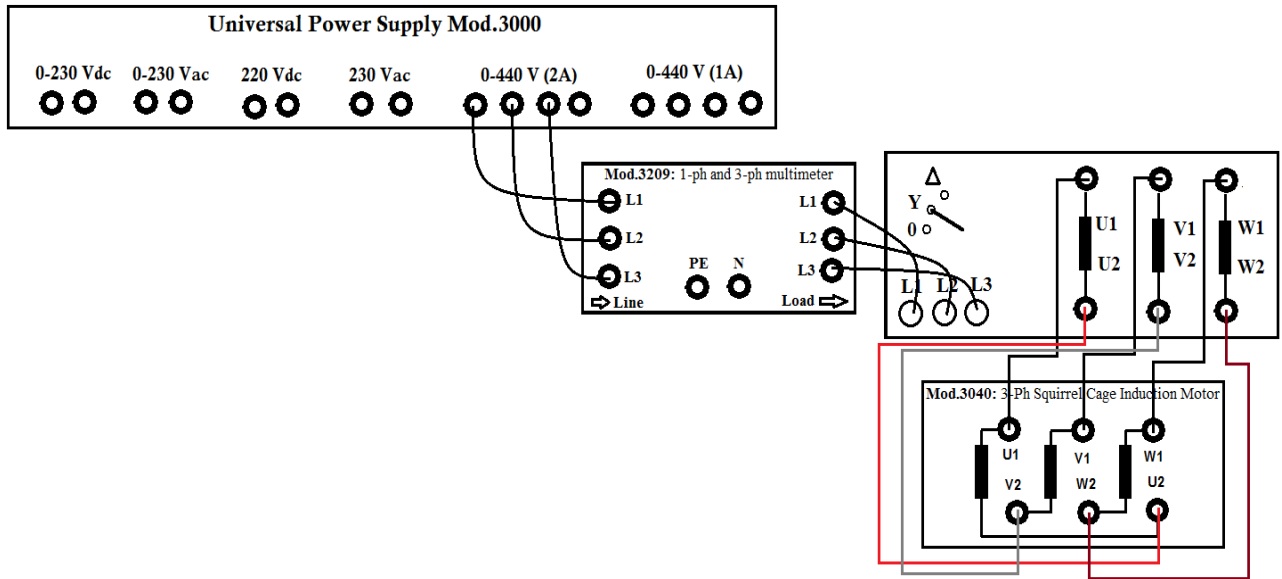 Universal Power Supply Mod.3000
0-230 Vdc 0-230 Vac 220 Vdc 230 Vac 0-440 V (2A) 0-440 V (1A)
Mod.3209: 1-ph and 3-ph multimeter
L1 L1
L2 L2
L3 PE N L3
Line Load
Δ
Y
0
L1 L2 L3
U1 V1 W1
U2 V2 W2
Mod.3040: 3-Ph Squirrel Cage Induction Motor
U1 V1 W1
V2 W2 U2